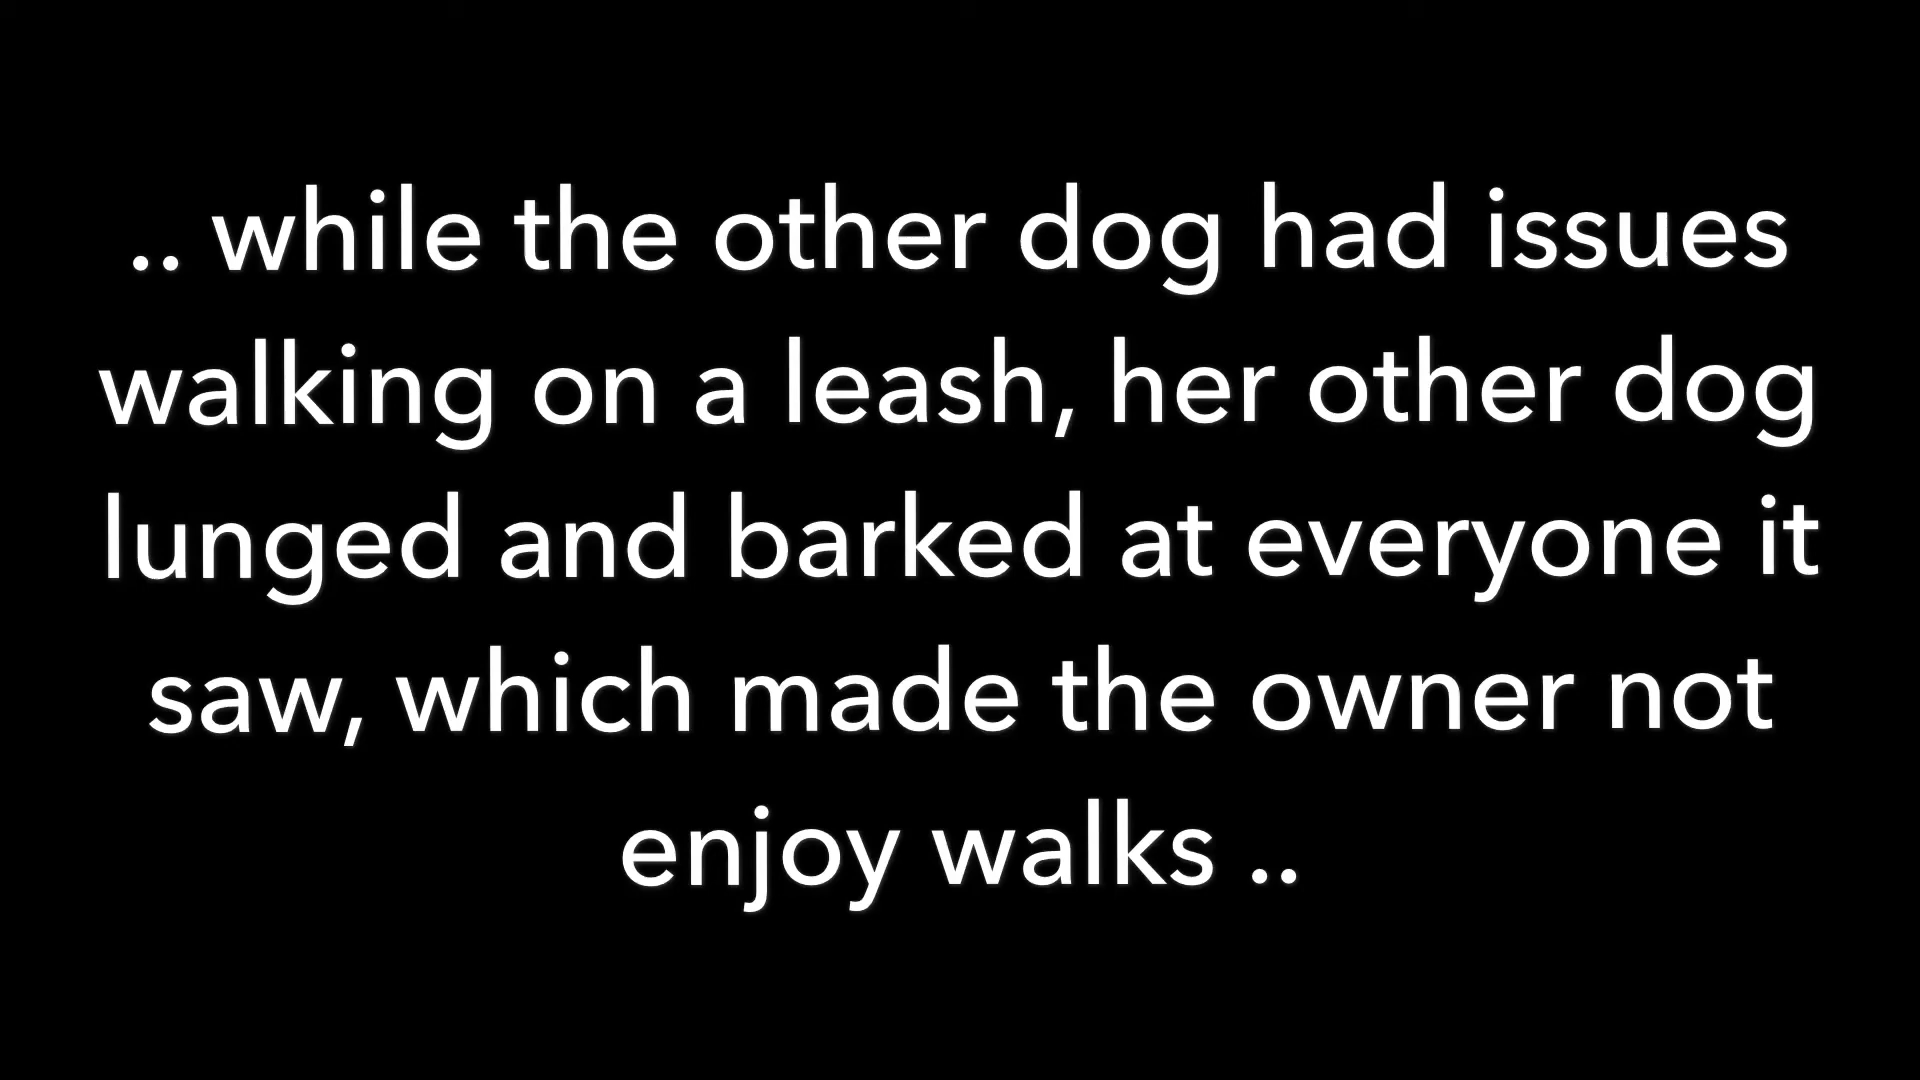 .. while the other dog had issues
walking on a leash, her other dog
lunged and barked at everyone it
saw, which made the owner not
enjoy walks ..